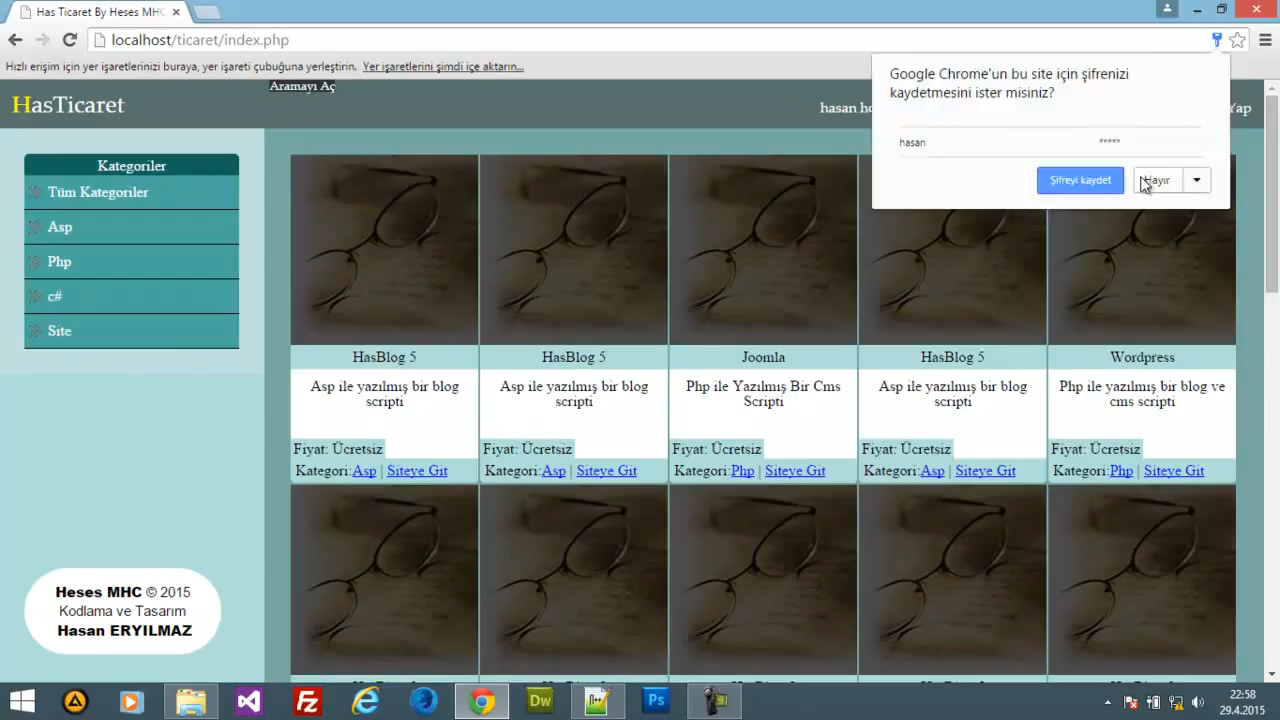 Has Ticaret By Heses MHC
localhost/ticaret/index.php
Hızlı erişim için yer işaretlerinizi buraya, yer işareti çubuğuna yerleştirin. Yer işaretlerini şimdi içe aktarın...
Aramayı Aç
HasTicaret
hasan
Yap
Google Chrome'un bu site için şifrenizi
kaydetmesini ister misiniz?
hasan *****
Şifreyi kaydet Hayır
Kategoriler
Tüm Kategoriler
Asp
Php
c#
Site
HasBlog 5 HasBlog 5 Joomla HasBlog 5 Wordpress
Asp ile yazılmış bir blog Asp ile yazılmış bir blog Php ile Yazılmış Bir Cms Asp ile yazılmış bir blog Php ile yazılmış bir blog ve
scripti scripti Scripti scripti cms scripti
Fiyat: Ücretsiz Fiyat: Ücretsiz Fiyat: Ücretsiz Fiyat: Ücretsiz Fiyat: Ücretsiz
Kategori:Asp | Siteye Git Kategori:Asp | Siteye Git Kategori:Php | Siteye Git Kategori:Asp | Siteye Git Kategori:Php | Siteye Git
Heses MHC © 2015
Kodlama ve Tasarım
Hasan ERYILMAZ
Fz Dw Ps
22:58
29.4.2015